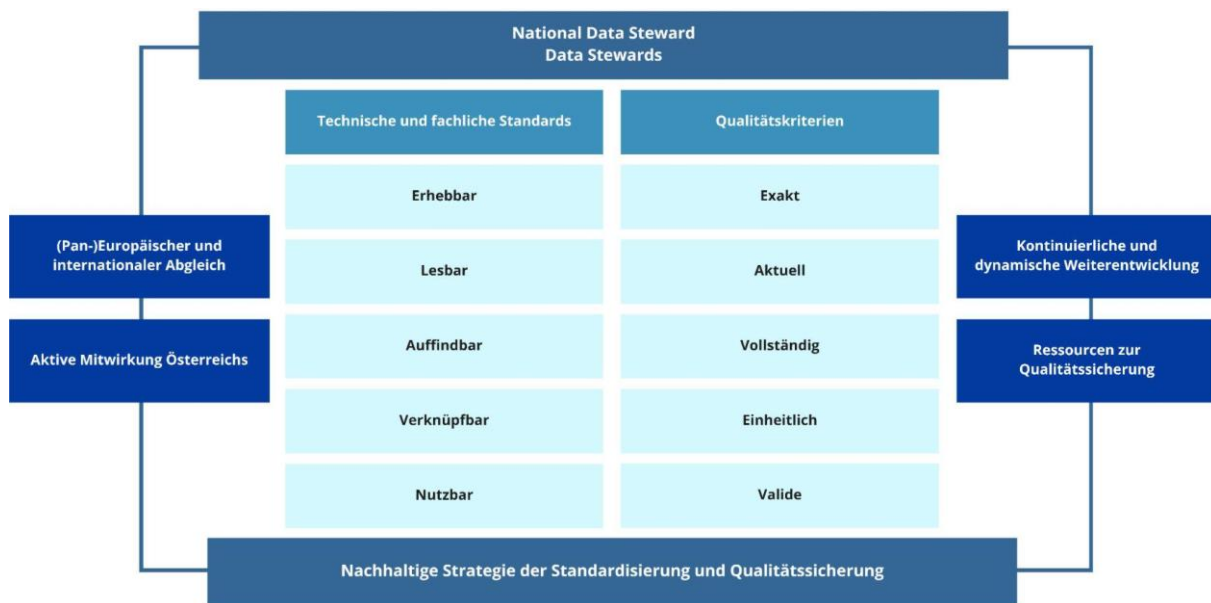 National Data Steward
Data Stewards
Technische und fachliche Standards
Qualitätskriterien
Erhebbar
Exakt
Lesbar
Aktuell
Auffindbar
Vollständig
Verknüpfbar
Einheitlich
Nutzbar
Valide
(Pan-)Europäischer und
internationaler Abgleich
Aktive Mitwirkung Österreichs
Kontinuierliche und
dynamische Weiterentwicklung
Ressourcen zur
Qualitätssicherung
Nachhaltige Strategie der Standardisierung und Qualitätssicherung